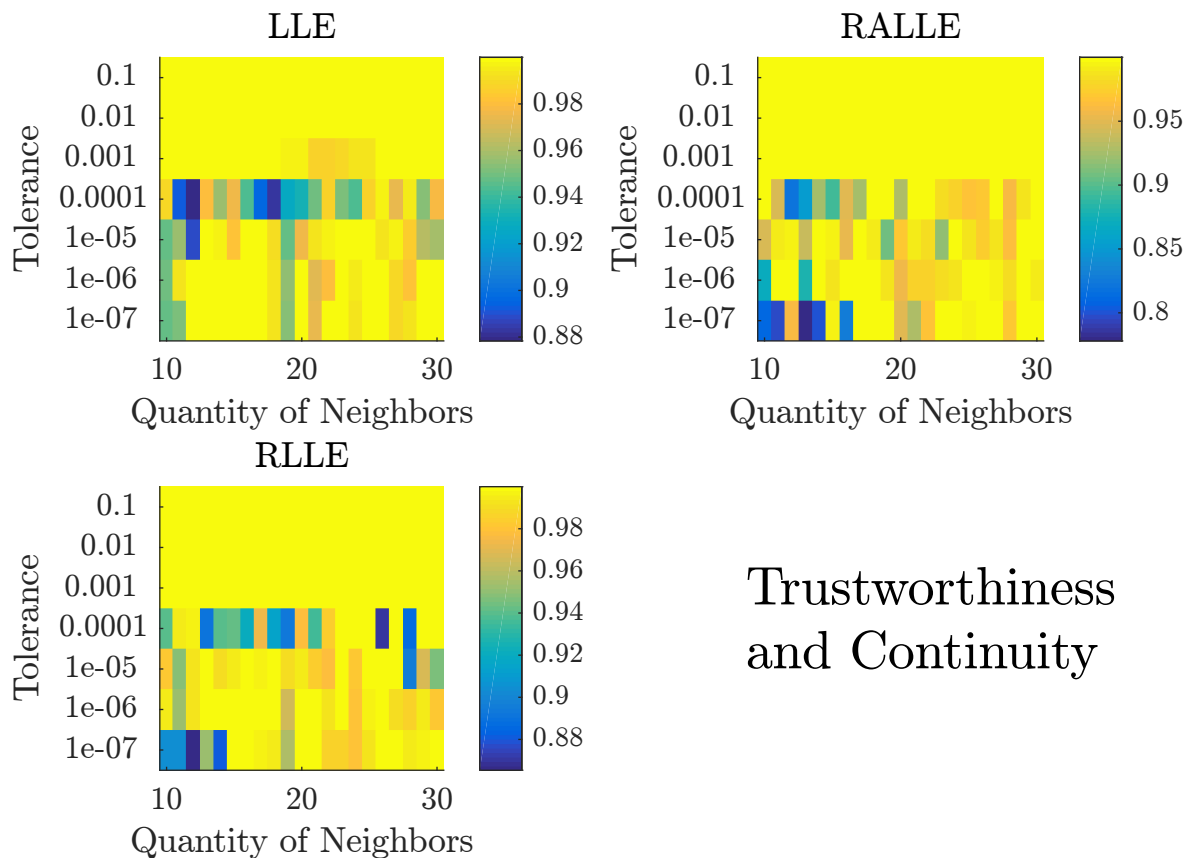 LLE
0.1
0.01
0.001
0.0001
1e-05
1e-06
1e-07
Tolerance
10 20 30
Quantity of Neighbors
0.98
0.96
0.94
0.92
0.9
0.88
RALLE
0.1
0.01
0.001
0.0001
1e-05
1e-06
1e-07
Tolerance
10 20 30
Quantity of Neighbors
0.95
0.9
0.85
0.8
RLLE
0.1
0.01
0.001
0.0001
1e-05
1e-06
1e-07
Tolerance
10 20 30
Quantity of Neighbors
0.98
0.96
0.94
0.92
0.9
0.88
Trustworthiness
and Continuity